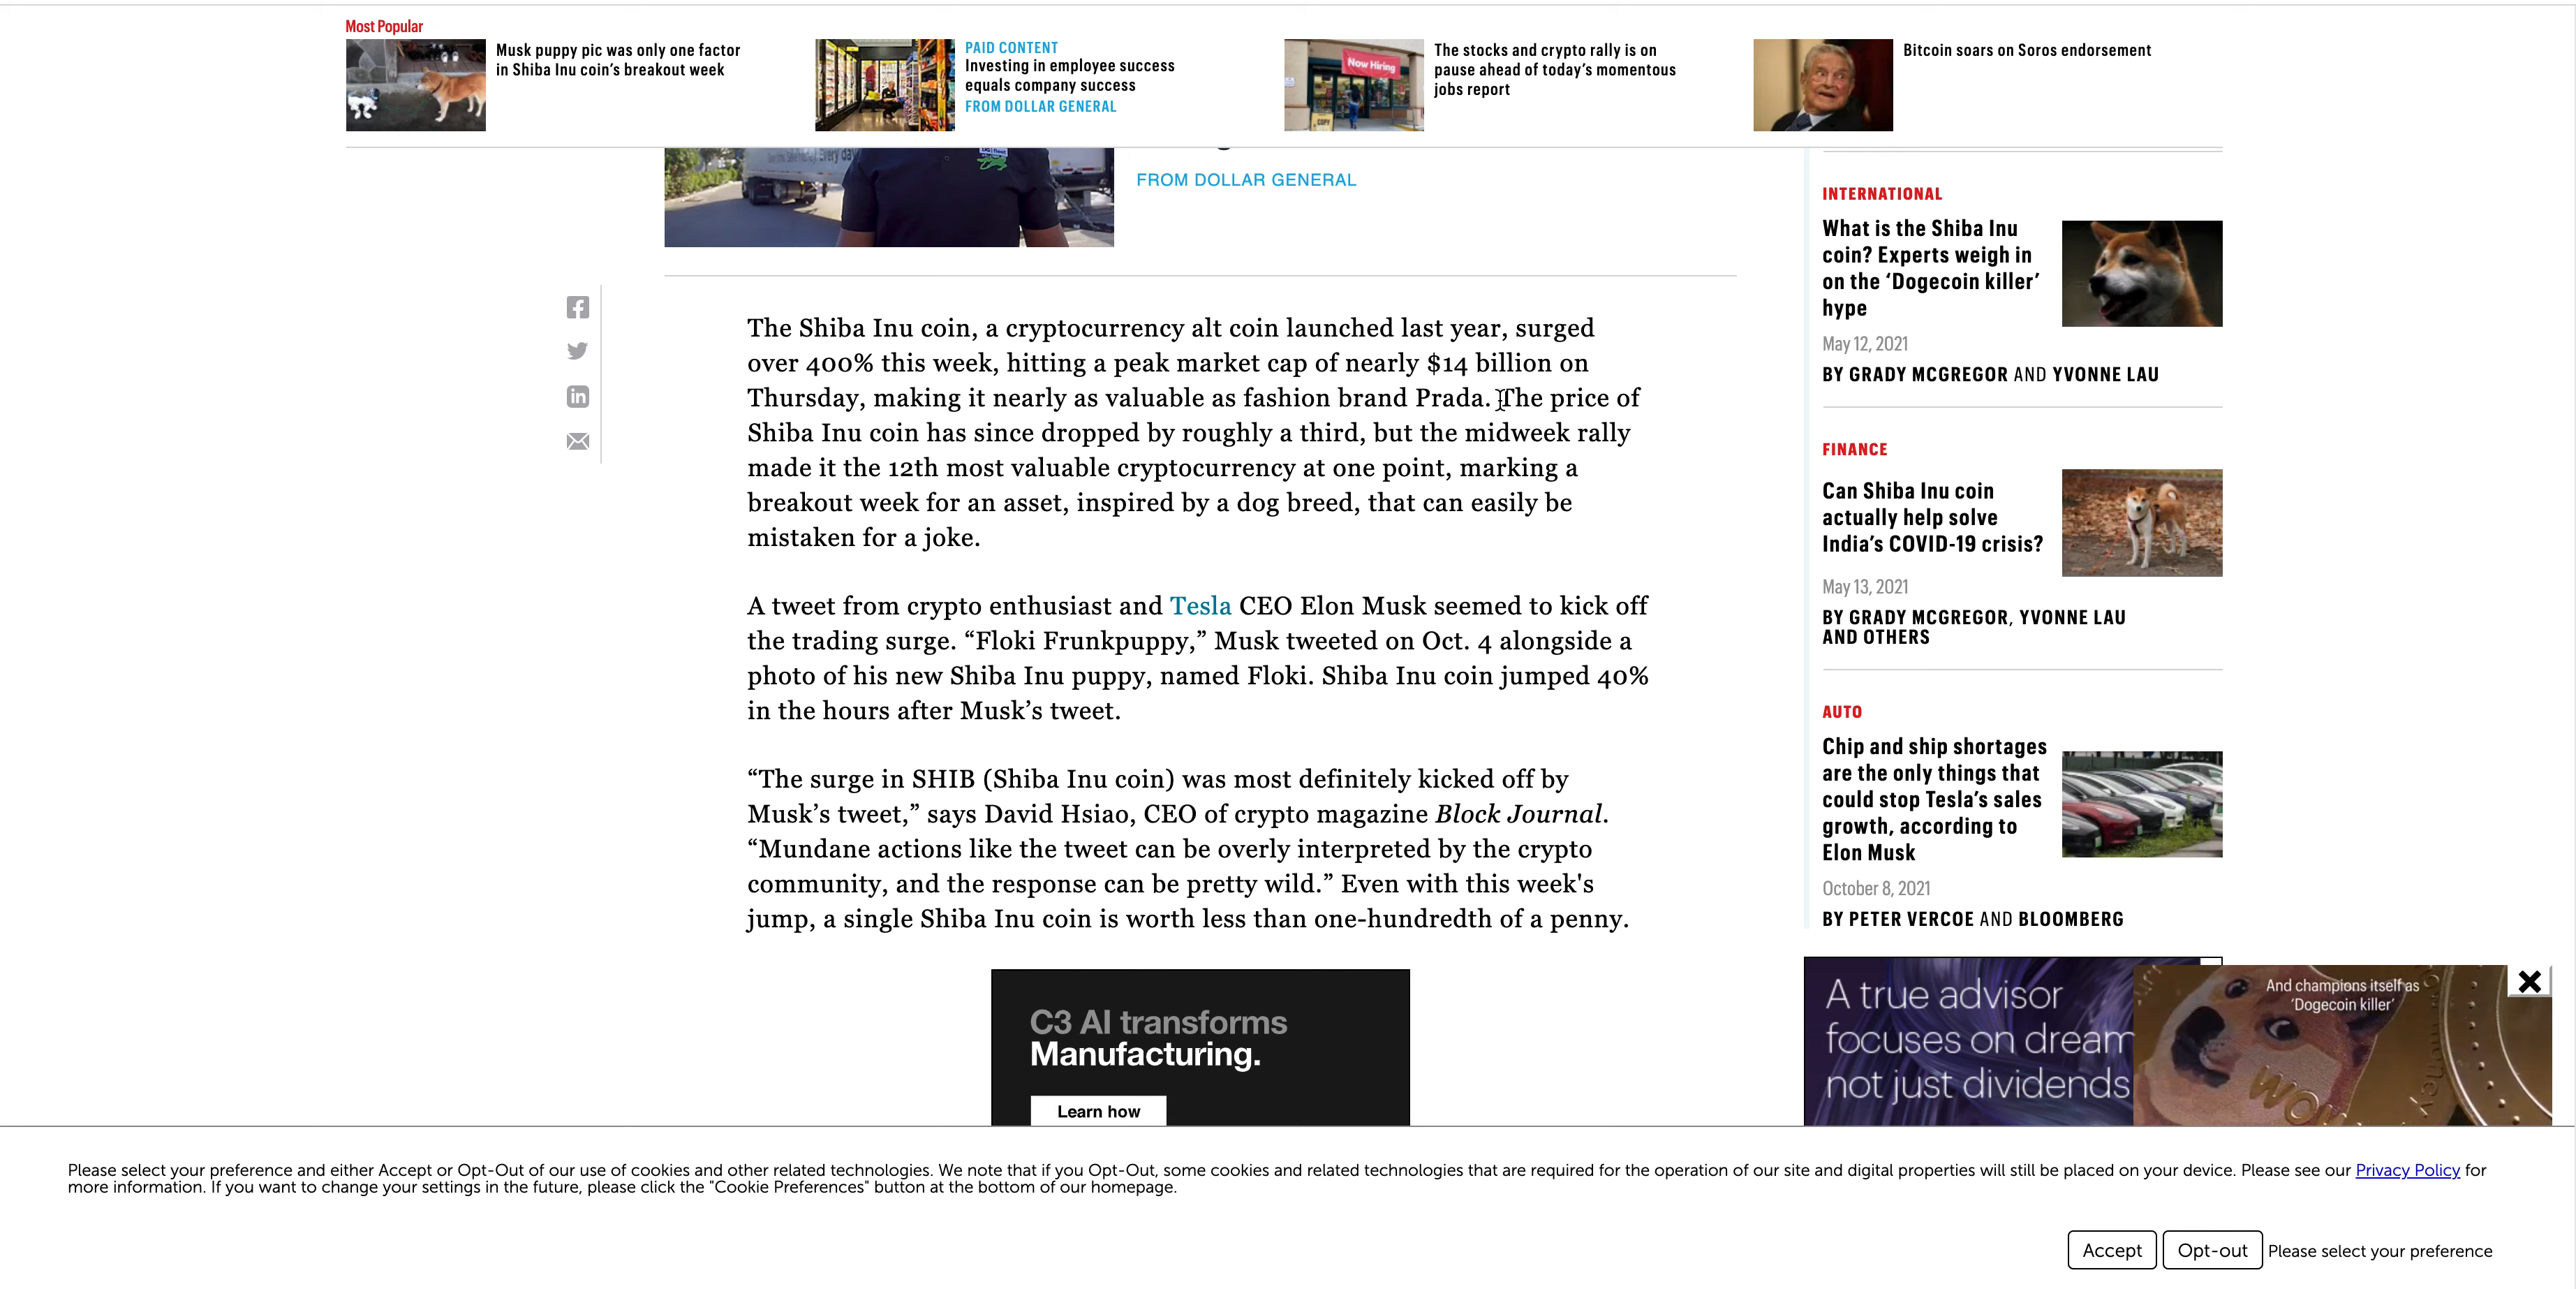 Most Popular
Musk puppy pic was only one factor
in Shiba Inu coin's breakout week
PAID CONTENT
Investing in employee success
equals company success
FROM DOLLAR GENERAL
Now Hiring
COPY
The stocks and crypto rally is on
pause ahead of today's momentous
jobs report
Bitcoin soars on Soros endorsement
Every day
FROM DOLLAR GENERAL
The Shiba Inu coin, a cryptocurrency alt coin launched last year, surged
over 400% this week, hitting a peak market cap of nearly $14 billion on
Thursday, making it nearly as valuable as fashion brand Prada. The price of
Shiba Inu coin has since dropped by roughly a third, but the midweek rally
made it the 12th most valuable cryptocurrency at one point, marking a
breakout week for an asset, inspired by a dog breed, that can easily be
mistaken for a joke.
A tweet from crypto enthusiast and Tesla CEO Elon Musk seemed to kick off
the trading surge. “Floki Frunkpuppy,” Musk tweeted on Oct. 4 alongside a
photo of his new Shiba Inu puppy, named Floki. Shiba Inu coin jumped 40%
in the hours after Musk’s tweet.
“The surge in SHIB (Shiba Inu coin) was most definitely kicked off by
Musk’s tweet,” says David Hsiao, CEO of crypto magazine Block Journal.
“Mundane actions like the tweet can be overly interpreted by the crypto
community, and the response can be pretty wild.” Even with this week's
jump, a single Shiba Inu coin is worth less than one-hundredth of a penny.
C3 AI transforms
Manufacturing.
Learn how
INTERNATIONAL
What is the Shiba Inu
coin? Experts weigh in
on the ‘Dogecoin killer’
hype
May 12, 2021
BY GRADY MCGREGOR AND YVONNE LAU
FINANCE
Can Shiba Inu coin
actually help solve
India’s COVID-19 crisis?
May 13, 2021
BY GRADY MCGREGOR, YVONNE LAU
AND OTHERS
AUTO
Chip and ship shortages
are the only things that
could stop Tesla’s sales
growth, according to
Elon Musk
October 8, 2021
BY PETER VERCOE AND BLOOMBERG
A true advisor
focuses on dream
not just dividends
And champions itself as
‘Dogecoin killer’
WOW
Please select your preference and either Accept or Opt-Out of our use of cookies and other related technologies. We note that if you Opt-Out, some cookies and related technologies that are required for the operation of our site and digital properties will still be placed on your device. Please see our Privacy Policy for
more information. If you want to change your settings in the future, please click the "Cookie Preferences" button at the bottom of our homepage.
Accept
Opt-out
Please select your preference